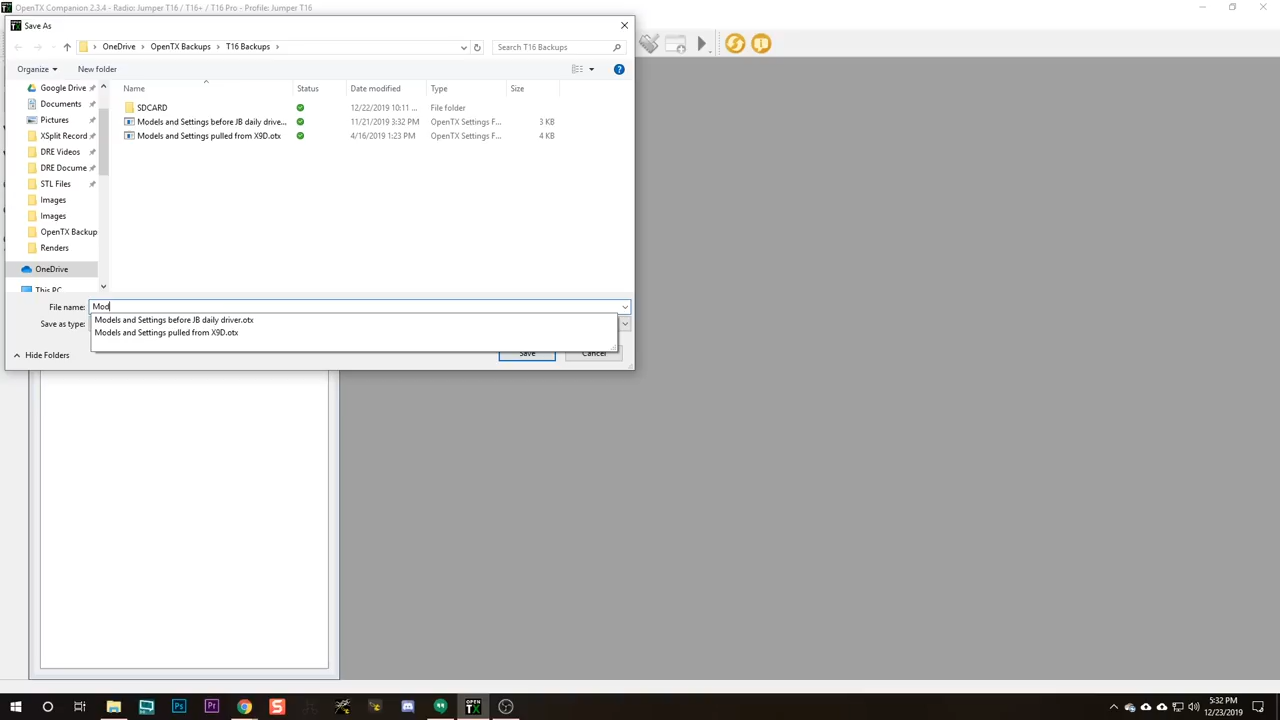 OpenTX Companion 2.3.4 - Radio: Jumper T16 / T16+ / T16 Pro - Profile: Jumper T16
Save As
OneDrive > OpenTX Backups > T16 Backups >
Search T16 Backups
Organize
New folder
Name
Status
Date modified
Type
Size
Google Drive
Documents
Pictures
XSplit Record
DRE Videos
DRE Docume
STL Files
Images
Images
OpenTX Backup
Renders
OneDrive
This PC
SDCARD
12/22/2019 10:11 ...
File folder
Models and Settings before JB daily drive...
11/21/2019 3:32 PM
OpenTX Settings F...
3 KB
Models and Settings pulled from X9D.otx
4/16/2019 1:23 PM
OpenTX Settings F...
4 KB
File name:
Mod
Models and Settings before JB daily driver.otx
Save as type:
Models and Settings pulled from X9D.otx
Hide Folders
Save
Cancel
OPEN
TX
5:32 PM
12/23/2019